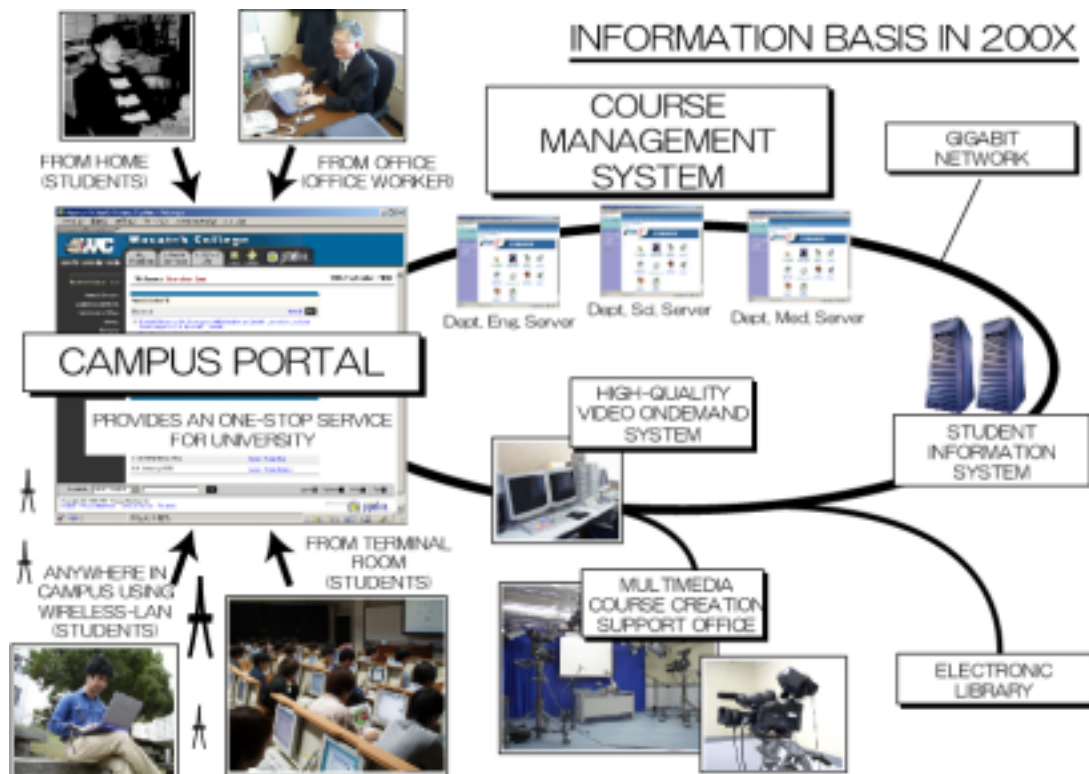 INFORMATION BASIS IN 200X
COURSE
MANAGEMENT
SYSTEM
GIGABIT
NETWORK
FROM HOME
(STUDENTS)
FROM OFFICE
(OFFICE WORKER)
Wasatch College
Dept. Eng. Server
Dept. Sci. Server
Dept. Med. Server
CAMPUS PORTAL
PROVIDES AN ONE-STOP SERVICE
FOR UNIVERSITY
HIGH-QUALITY
VIDEO ONDEMAND
SYSTEM
STUDENT
INFORMATION
SYSTEM
ANYWHERE IN
CAMPUS USING
WIRELESS-LAN
(STUDENTS)
FROM TERMINAL
ROOM
(STUDENTS)
MULTIMEDIA
COURSE CREATION
SUPPORT OFFICE
ELECTRONIC
LIBRARY